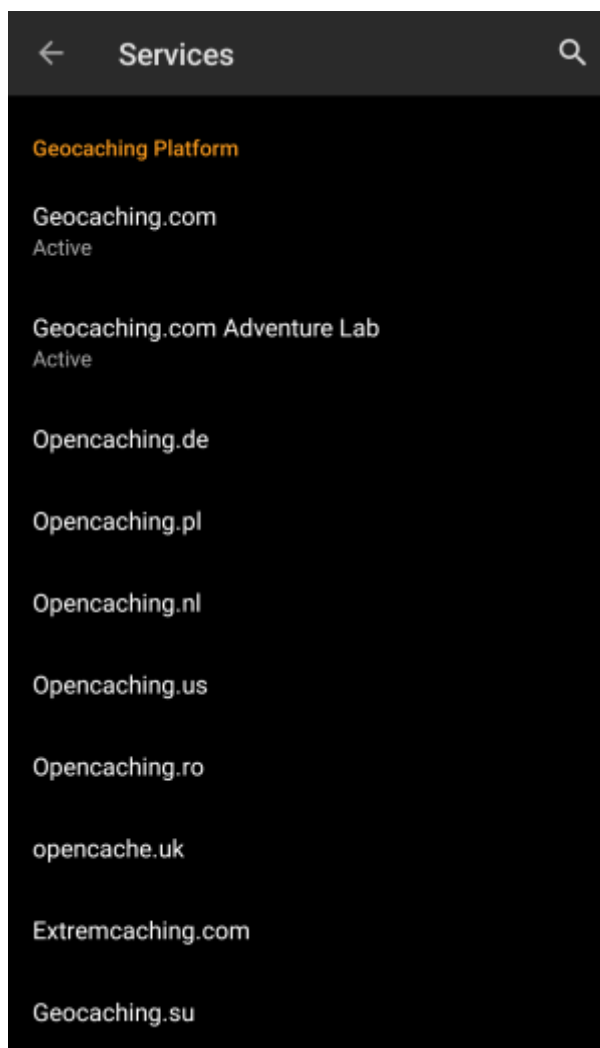 Services
Geocaching Platform
Geocaching.com
Active
Geocaching.com Adventure Lab
Active
Opencaching.de
Opencaching.pl
Opencaching.nl
Opencaching.us
Opencaching.ro
opencache.uk
Extremcaching.com
Geocaching.su